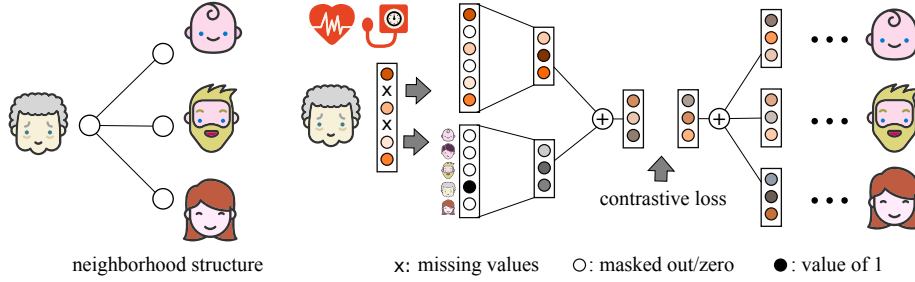 x
x
+
+
contrastive loss
neighborhood structure
x: missing values
: masked out/zero
: value of 1